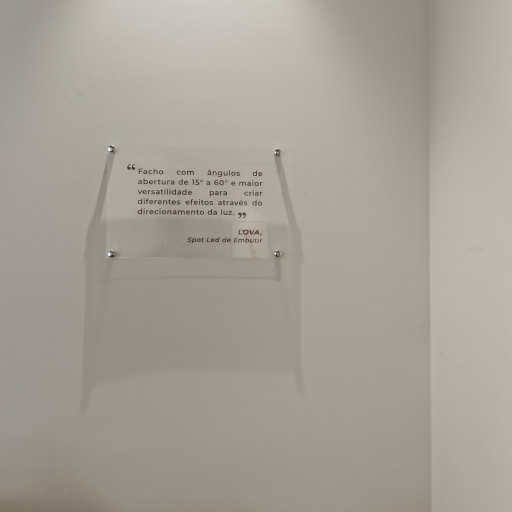 “Facho com ângulos de
abertura de 15° a 60° e maior
versatilidade para criar
diferentes efeitos através do
direcionamento da luz.”
LOVA,
Spot Led de Embutir